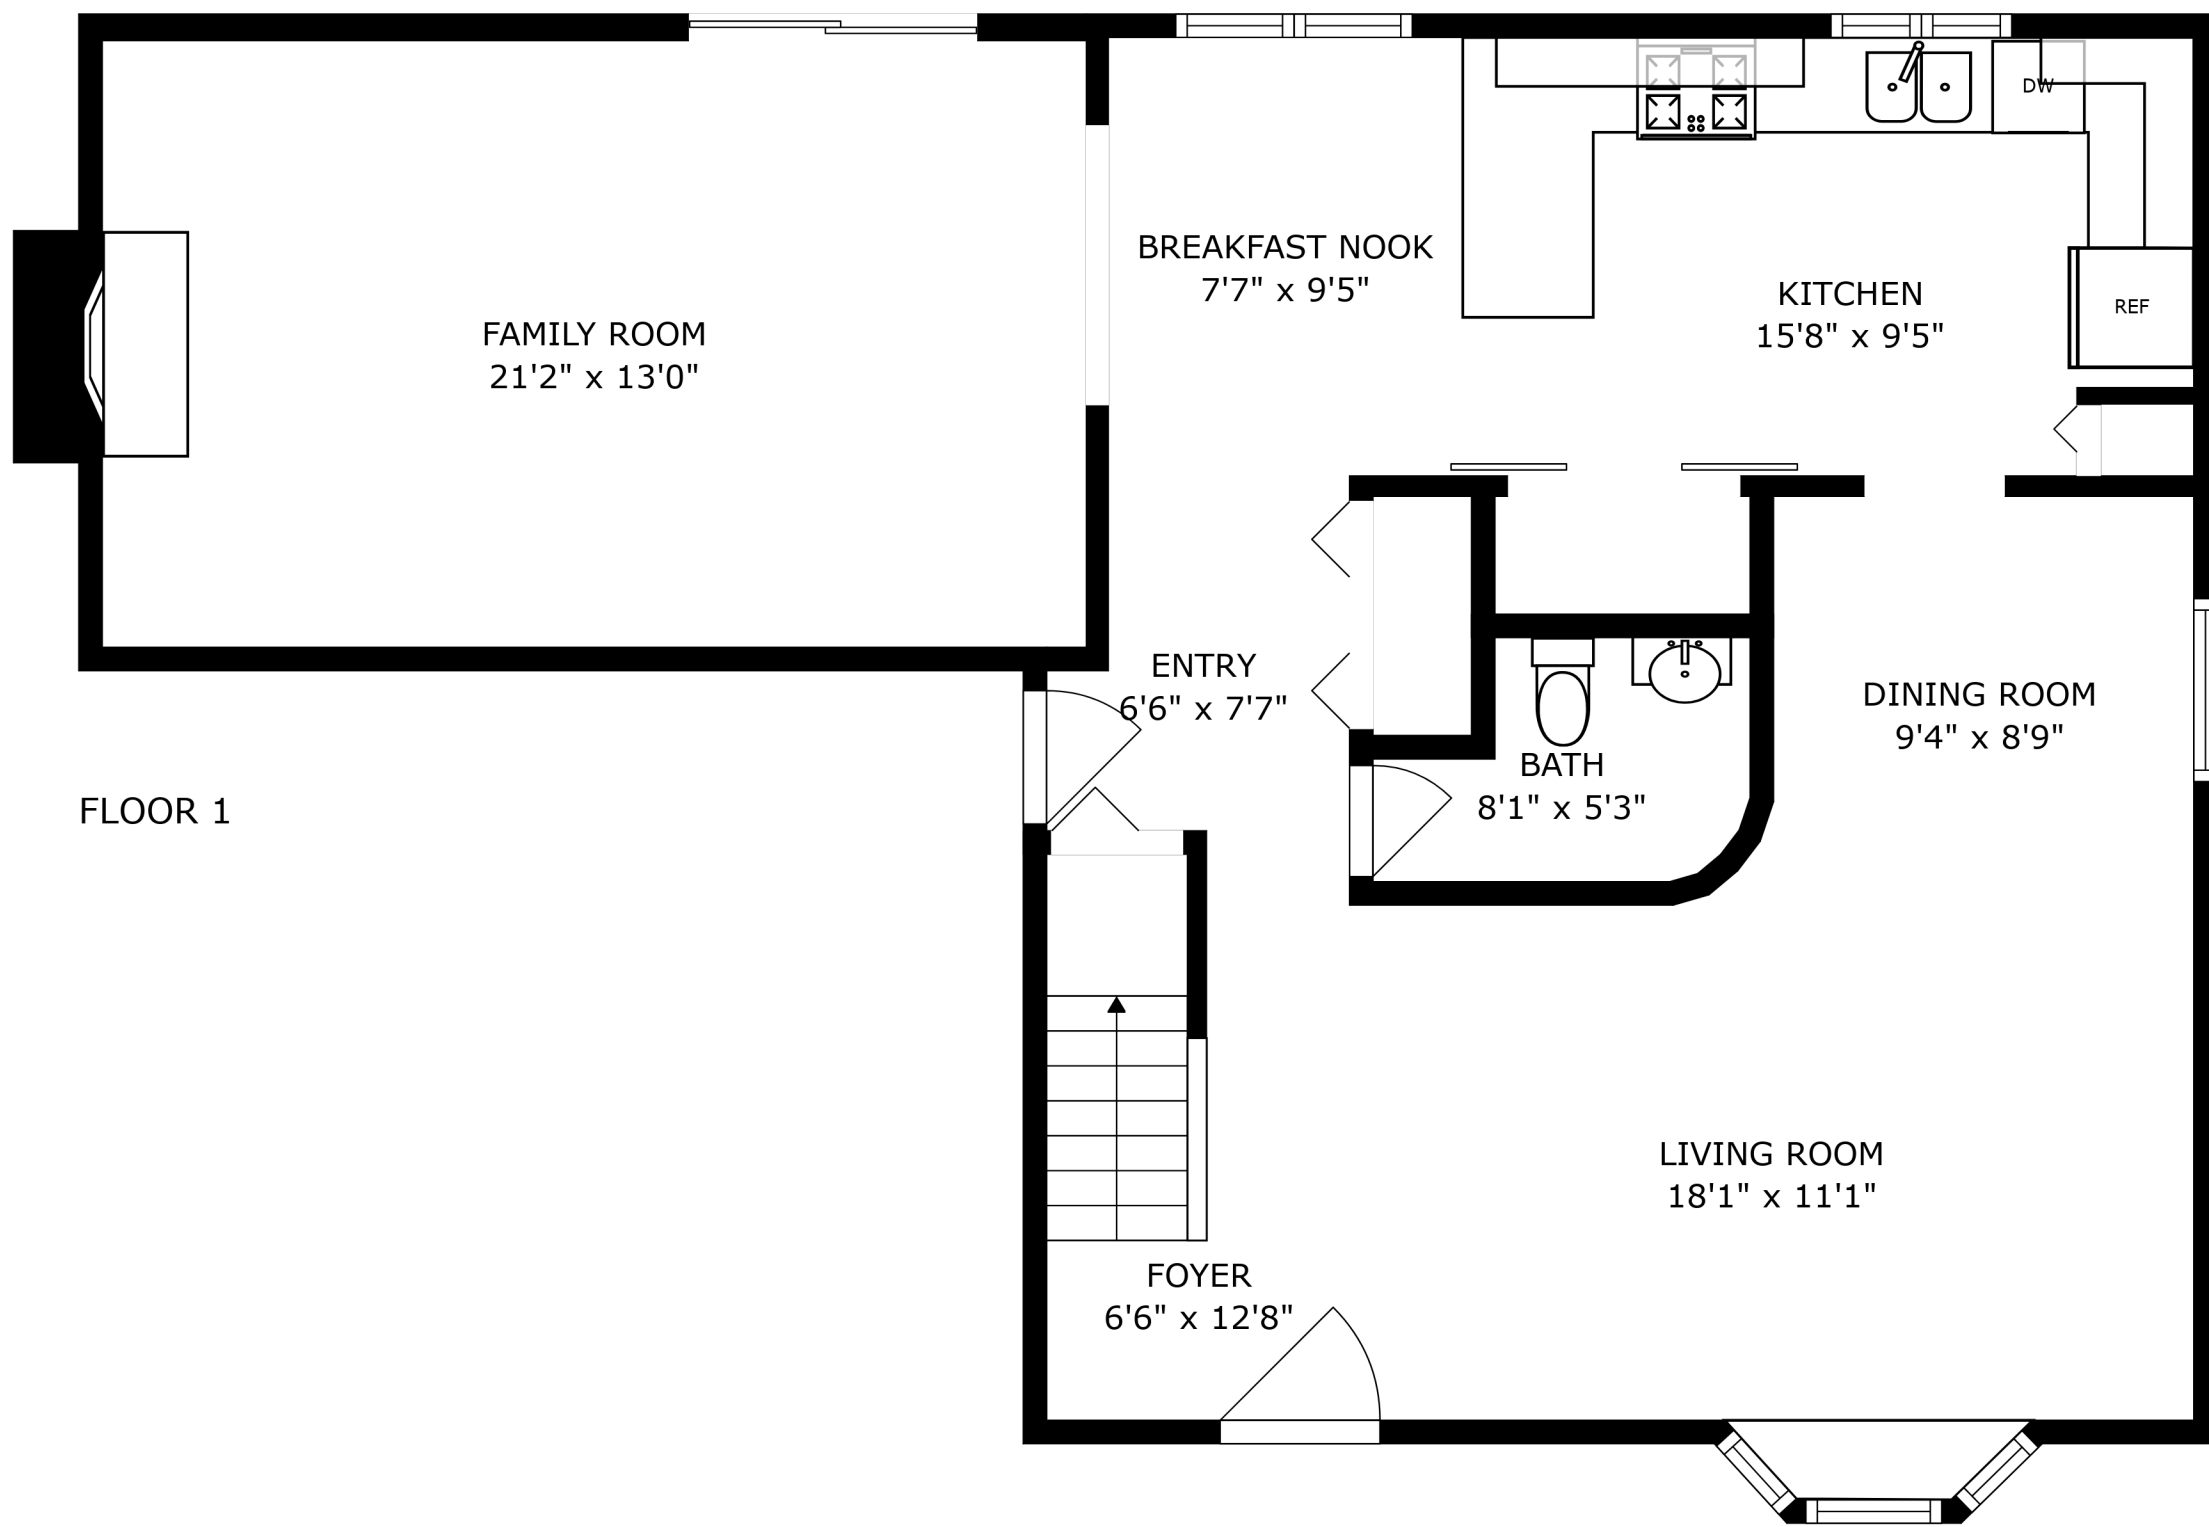 DW
BREAKFAST NOOK
7'7" x 9'5"
KITCHEN
15'8" x 9'5"
REF
FAMILY ROOM
21'2" x 13'0"
ENTRY
6'6" x 7'7"
DINING ROOM
9'4" x 8'9"
BATH
8'1" x 5'3"
FLOOR 1
LIVING ROOM
18'1" x 11'1"
FOYER
6'6" x 12'8"